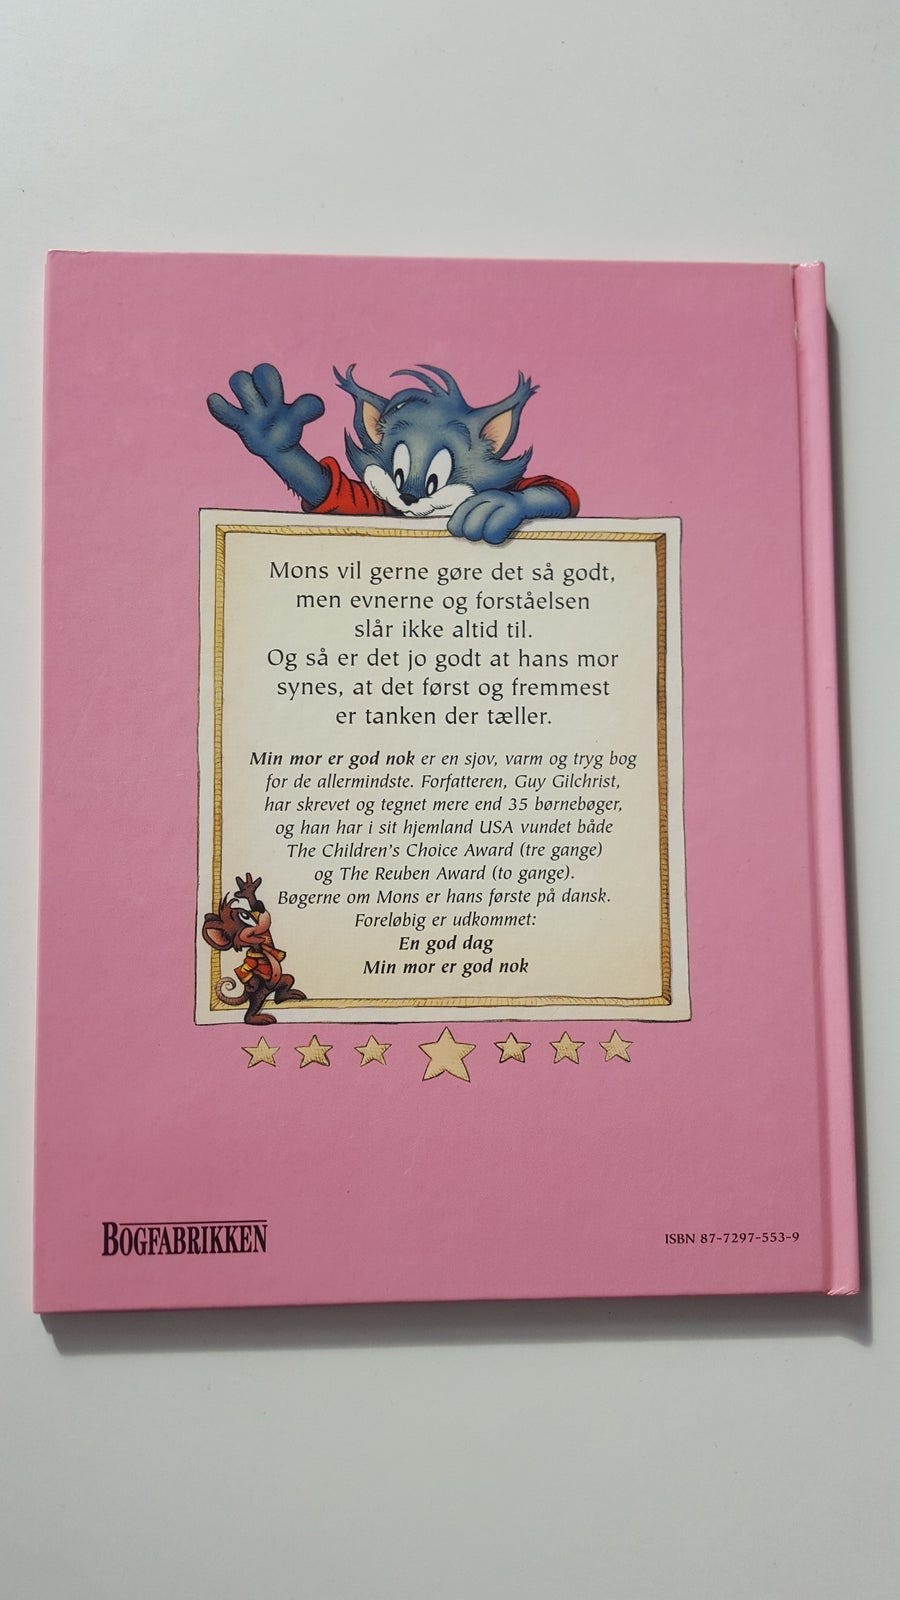 Mons vil gerne gøre det så godt,
men evnerne og forståelsen
slår ikke altid til.
Og så er det jo godt at hans mor
synes, at det først og fremmest
er tanken der tæller.
Min mor er god nok er en sjov, varm og tryg bog
for de allermindste. Forfatteren, Guy Gilchrist,
har skrevet og tegnet mere end 35 børnebøger,
og han har i sit hjemland USA vundet både
The Children's Choice Award (tre gange)
og The Reuben Award (to gange).
Bøgerne om Mons er hans første på dansk.
Foreløbig er udkommet:
En god dag
Min mor er god nok
BOGFABRIKKEN
ISBN 87-7297-553-9